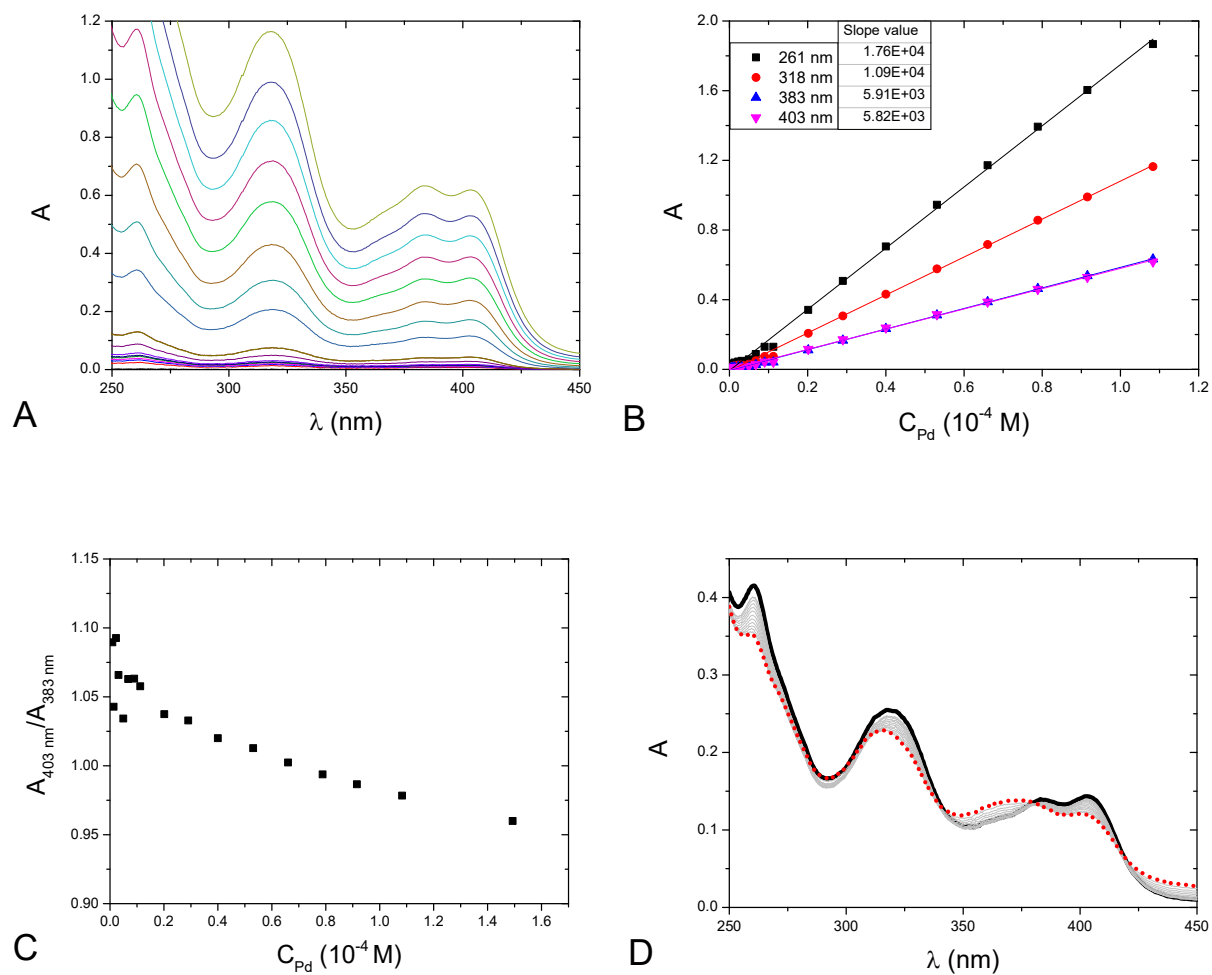 1.2
1.0
0.8
0.6
0.4
0.2
0.0
A
250 300 350 400 450
λ (nm)
A
2.0
1.6
1.2
0.8
0.4
0.0
A
Slope value
261 nm 1.76E+04
318 nm 1.09E+04
383 nm 5.91E+03
403 nm 5.82E+03
0.0 0.2 0.4 0.6 0.8 1.0 1.2
C_Pd (10^-4 M)
B
1.15
1.10
1.05
1.00
0.95
0.90
A_403 nm/A_383 nm
0.0 0.2 0.4 0.6 0.8 1.0 1.2 1.4 1.6
C_Pd (10^-4 M)
C
0.4
0.3
0.2
0.1
0.0
A
250 300 350 400 450
λ (nm)
D